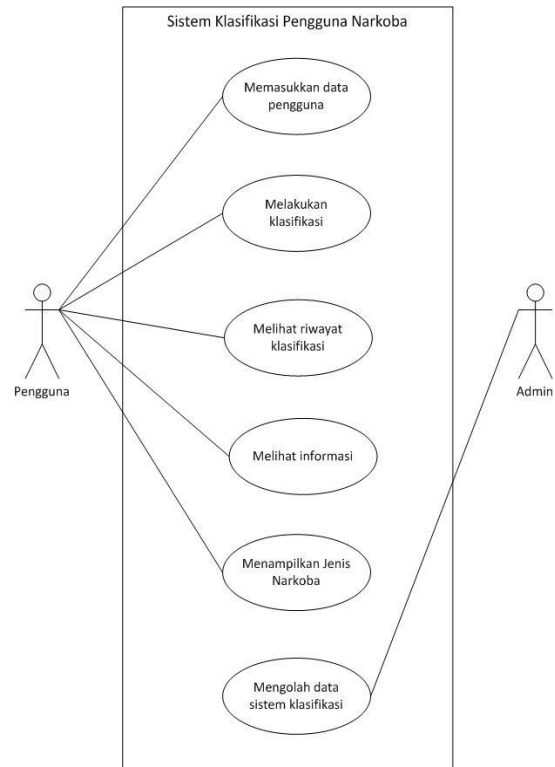 Sistem Klasifikasi Pengguna Narkoba
Memasukkan data
pengguna
Melakukan
klasifikasi
Melihat riwayat
klasifikasi
Pengguna
Admin
Melihat informasi
Menampilkan Jenis
Narkoba
Mengolah data
sistem klasifikasi